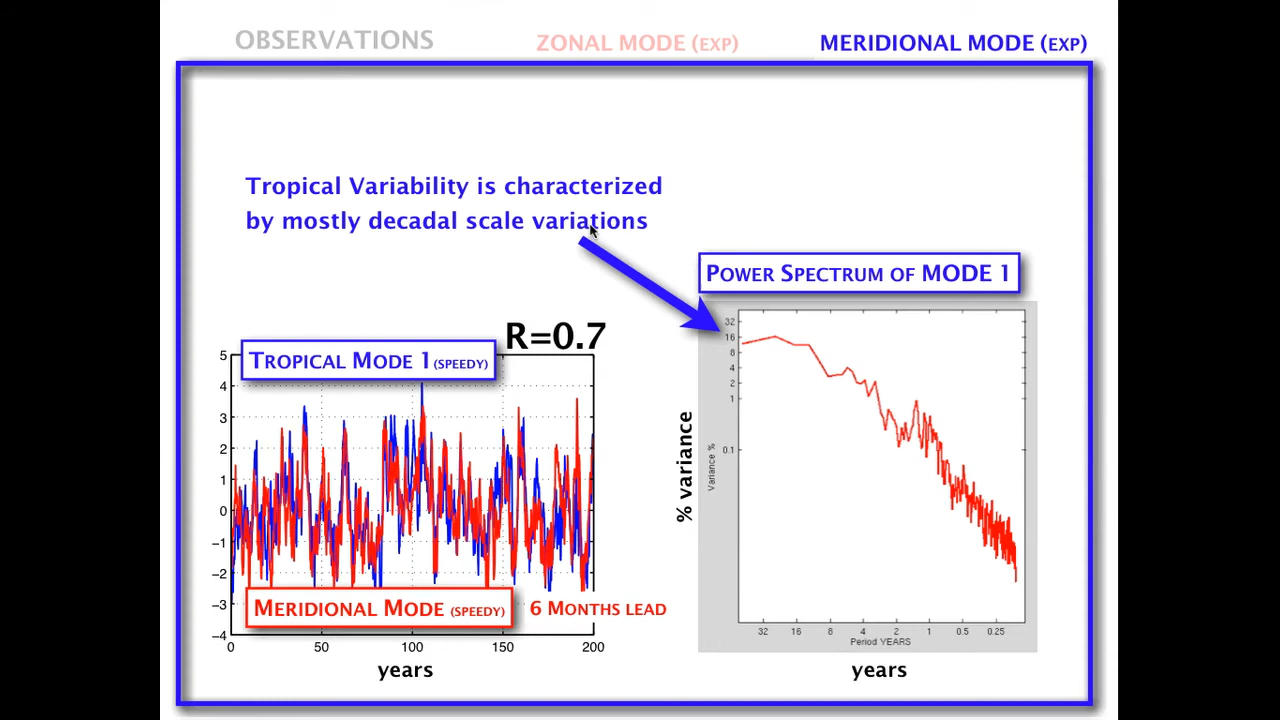 OBSERVATIONS
ZONAL MODE (EXP)
MERIDIONAL MODE (EXP)
Tropical Variability is characterized
by mostly decadal scale variations
POWER SPECTRUM OF MODE 1
R=0.7
TROPICAL MODE 1 (SPEEDY)
5
4
3
2
1
0
−1
−2
−3
−4
0
50
100
150
200
MERIDIONAL MODE (SPEEDY)
6 MONTHS LEAD
years
% variance
Variance %
32
16
8
4
2
1
0.1
32
16
8
4
2
1
0.5
0.25
Period YEARS
years